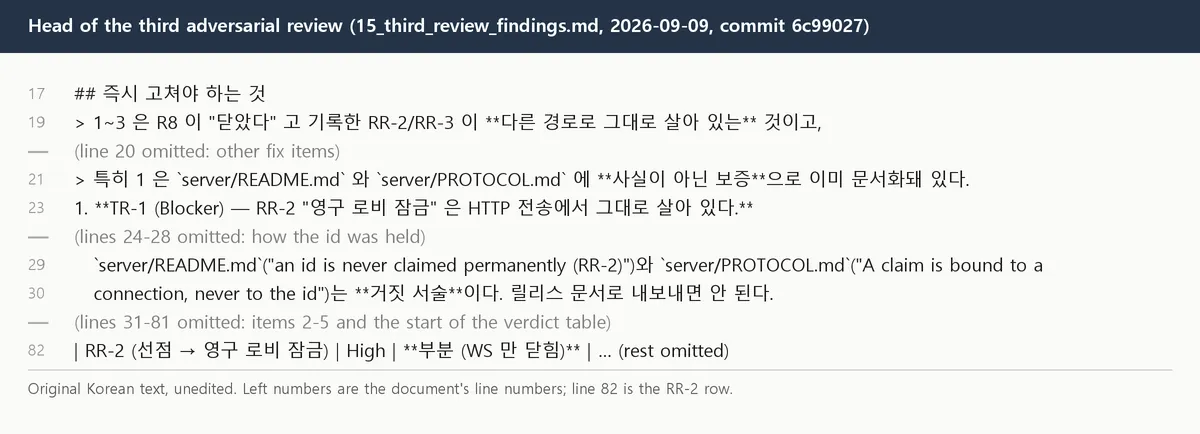 Head of the third adversarial review (15_third_review_findings.md, 2026-09-09, commit 6c99027)
17 ## 즉시 고쳐야 하는 것
19 > 1~3 은 R8 이 "닫았다" 고 기록한 RR-2/RR-3 이 **다른 경로로 그대로 살아 있는** 것이고,
— (line 20 omitted: other fix items)
21 > 특히 1 은 `server/README.md` 와 `server/PROTOCOL.md` 에 **사실이 아닌 보증**으로 이미 문서화돼 있다.
23 1. **TR-1 (Blocker) — RR-2 "영구 로비 잠금" 은 HTTP 전송에서 그대로 살아 있다.**
— (lines 24-28 omitted: how the id was held)
29 `server/README.md`("an id is never claimed permanently (RR-2)")와 `server/PROTOCOL.md`("A claim is bound to a
30 connection, never to the id")는 **거짓 서술**이다. 릴리스 문서로 내보내면 안 된다.
— (lines 31-81 omitted: items 2-5 and the start of the verdict table)
82 | RR-2 (선점 → 영구 로비 잠금) | High | **부분 (WS 만 닫힘)** | ... (rest omitted)
Original Korean text, unedited. Left numbers are the document's line numbers; line 82 is the RR-2 row.